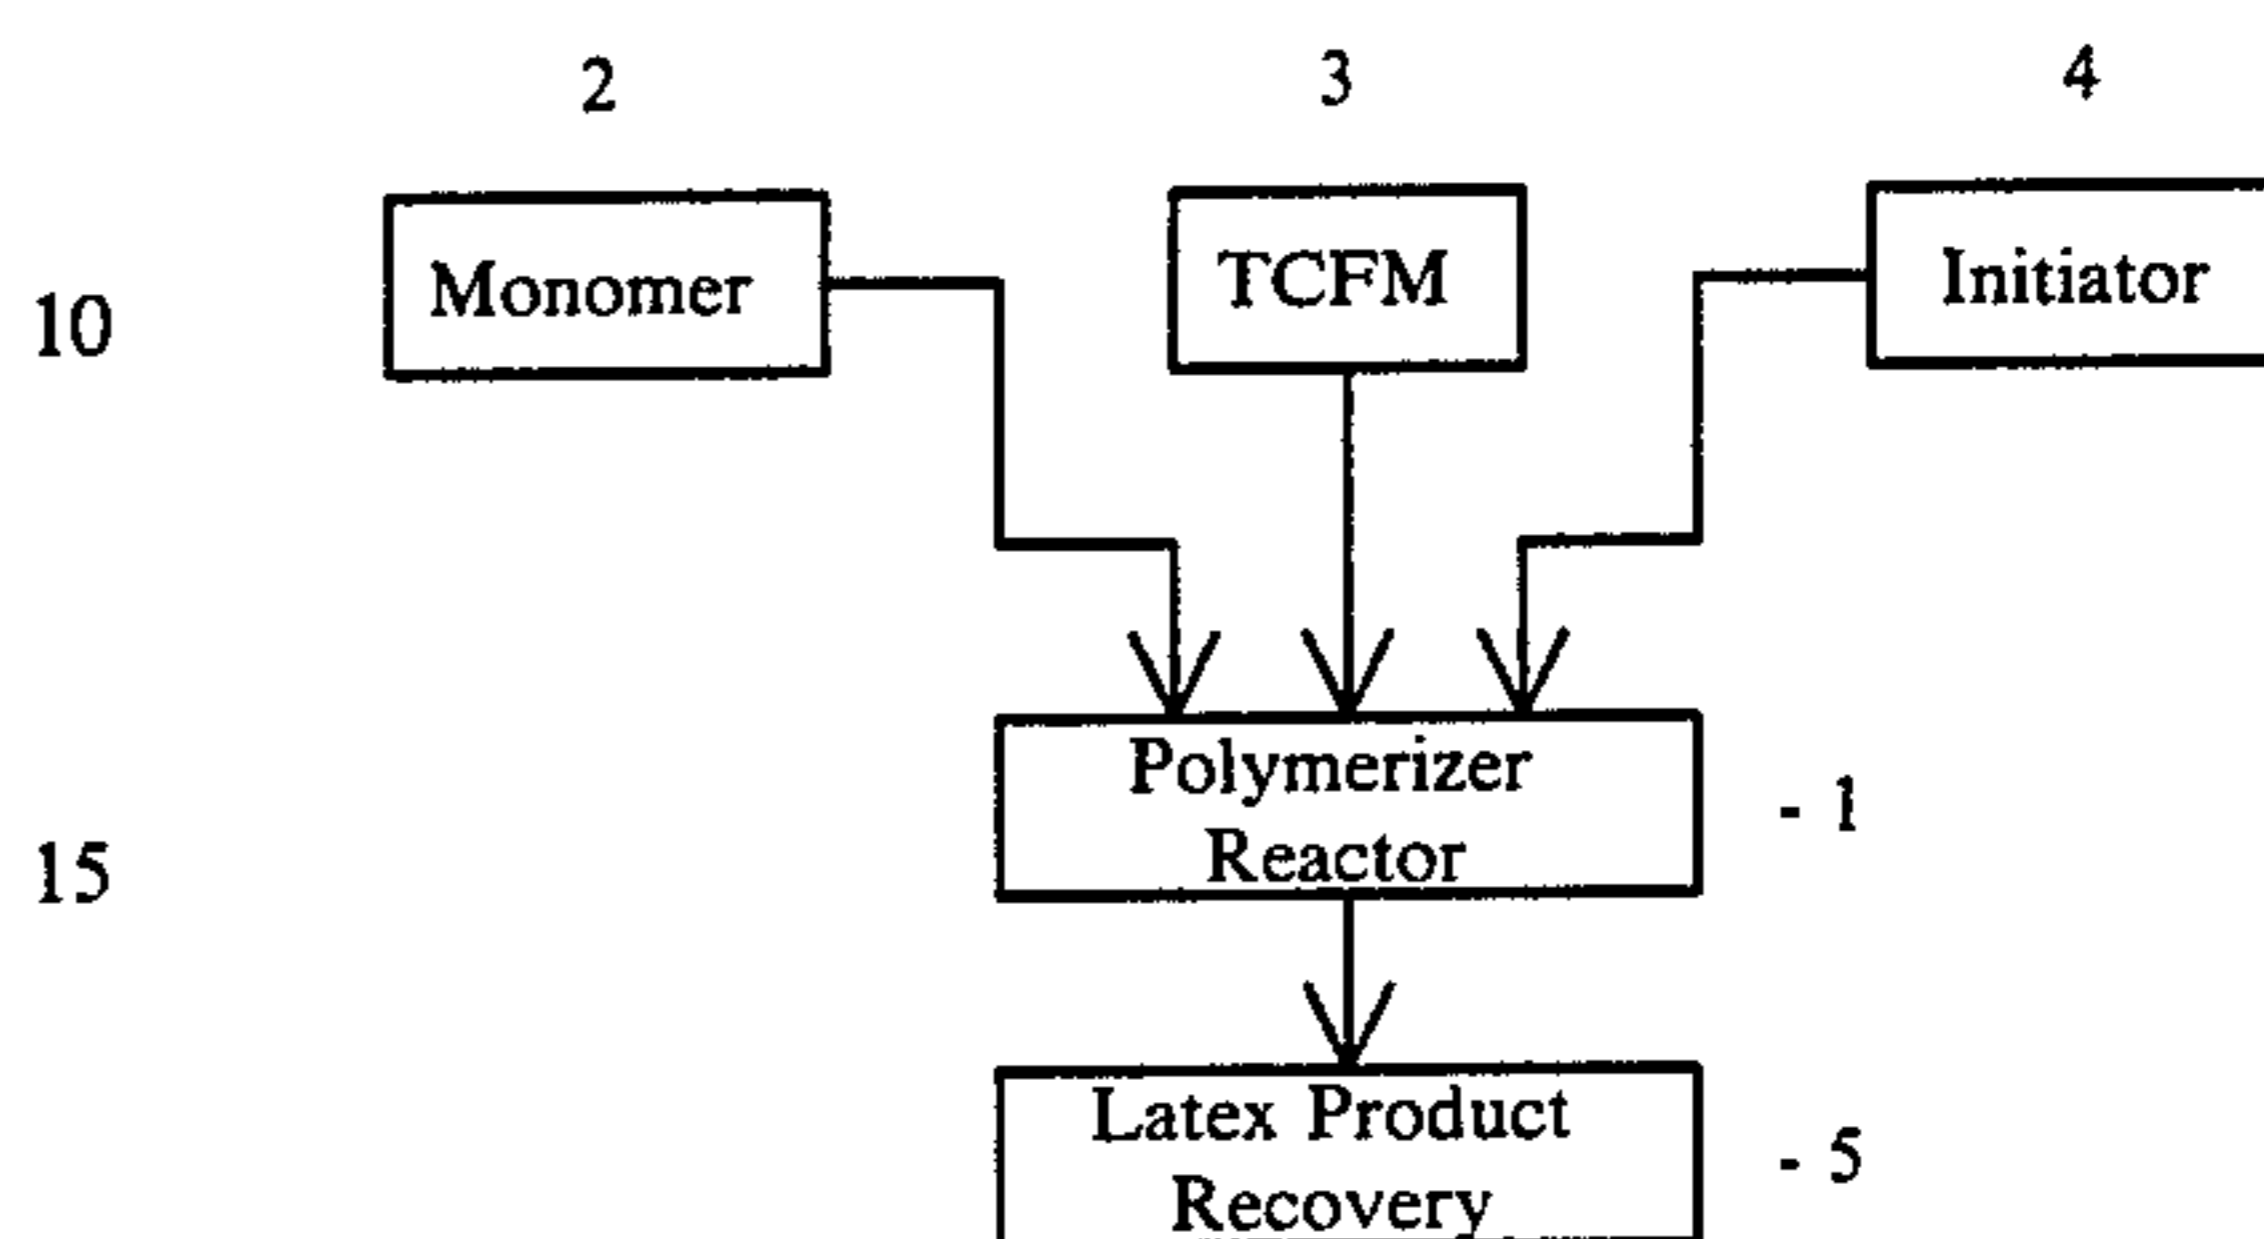 2 3 4
10 Monomer TCFM Initiator
Polymerizer - 1
15 Reactor
Latex Product - 5
Recovery